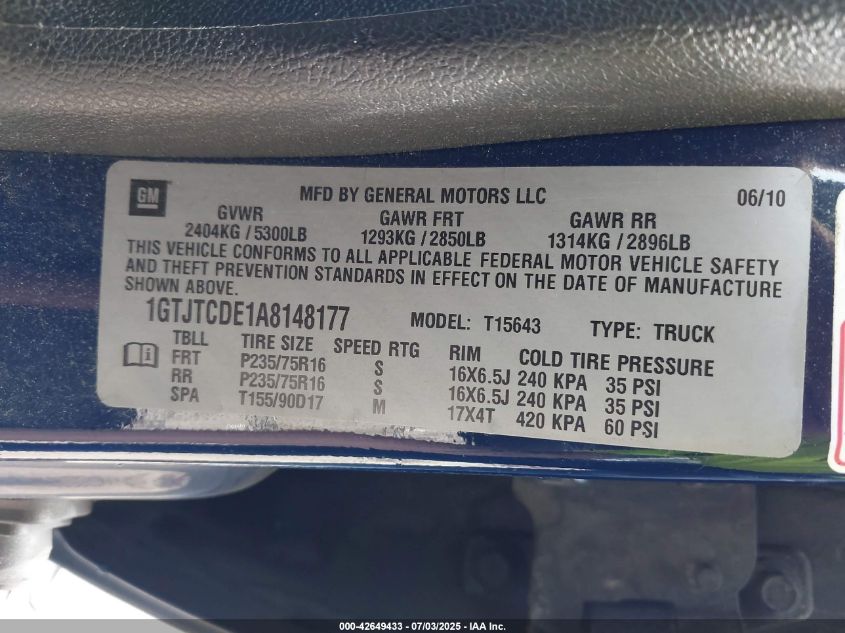 GM MFD BY GENERAL MOTORS LLC 06/10
GVWR GAWR FRT GAWR RR
2404KG / 5300LB 1293KG / 2850LB 1314KG / 2896LB
THIS VEHICLE CONFORMS TO ALL APPLICABLE FEDERAL MOTOR VEHICLE SAFETY
AND THEFT PREVENTION STANDARDS IN EFFECT ON THE DATE OF MANUFACTURE
SHOWN ABOVE.
1GTJTCDE1A8148177 MODEL: T15643 TYPE: TRUCK
TBLL TIRE SIZE SPEED RTG RIM COLD TIRE PRESSURE
FRT P235/75R16 S 16X6.5J 240 KPA 35 PSI
RR P235/75R16 S 16X6.5J 240 KPA 35 PSI
SPA T155/90D17 M 17X4T 420 KPA 60 PSI
000-42649433 - 07/03/2025 - IAA Inc.